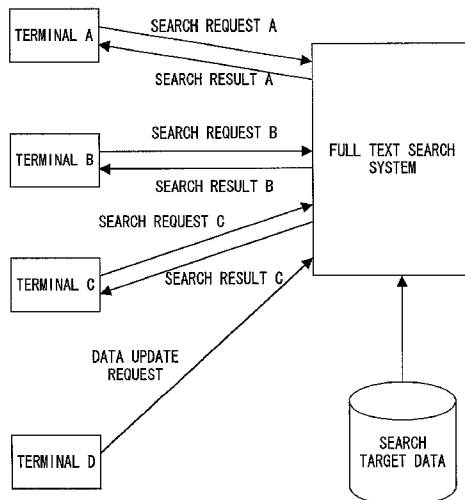 TERMINAL A
SEARCH REQUEST A
SEARCH RESULT A
TERMINAL B
SEARCH REQUEST B
SEARCH RESULT B
FULL TEXT SEARCH
SYSTEM
SEARCH REQUEST C
TERMINAL C
SEARCH RESULT C
DATA UPDATE
REQUEST
TERMINAL D
SEARCH
TARGET DATA